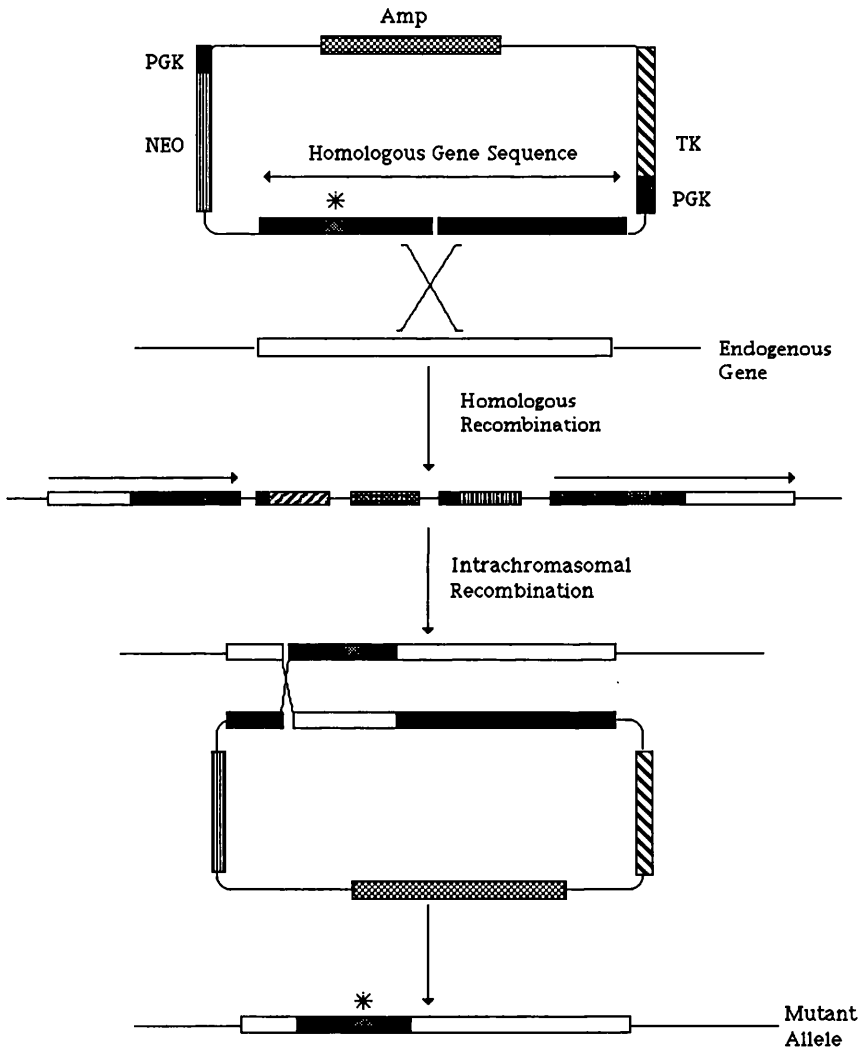 Amp
PGK
NEO
Homologous Gene Sequence
TK
*
PGK
Endogenous
Gene
Homologous
Recombination
Intrachromasomal
Recombination
*
Mutant
Allele